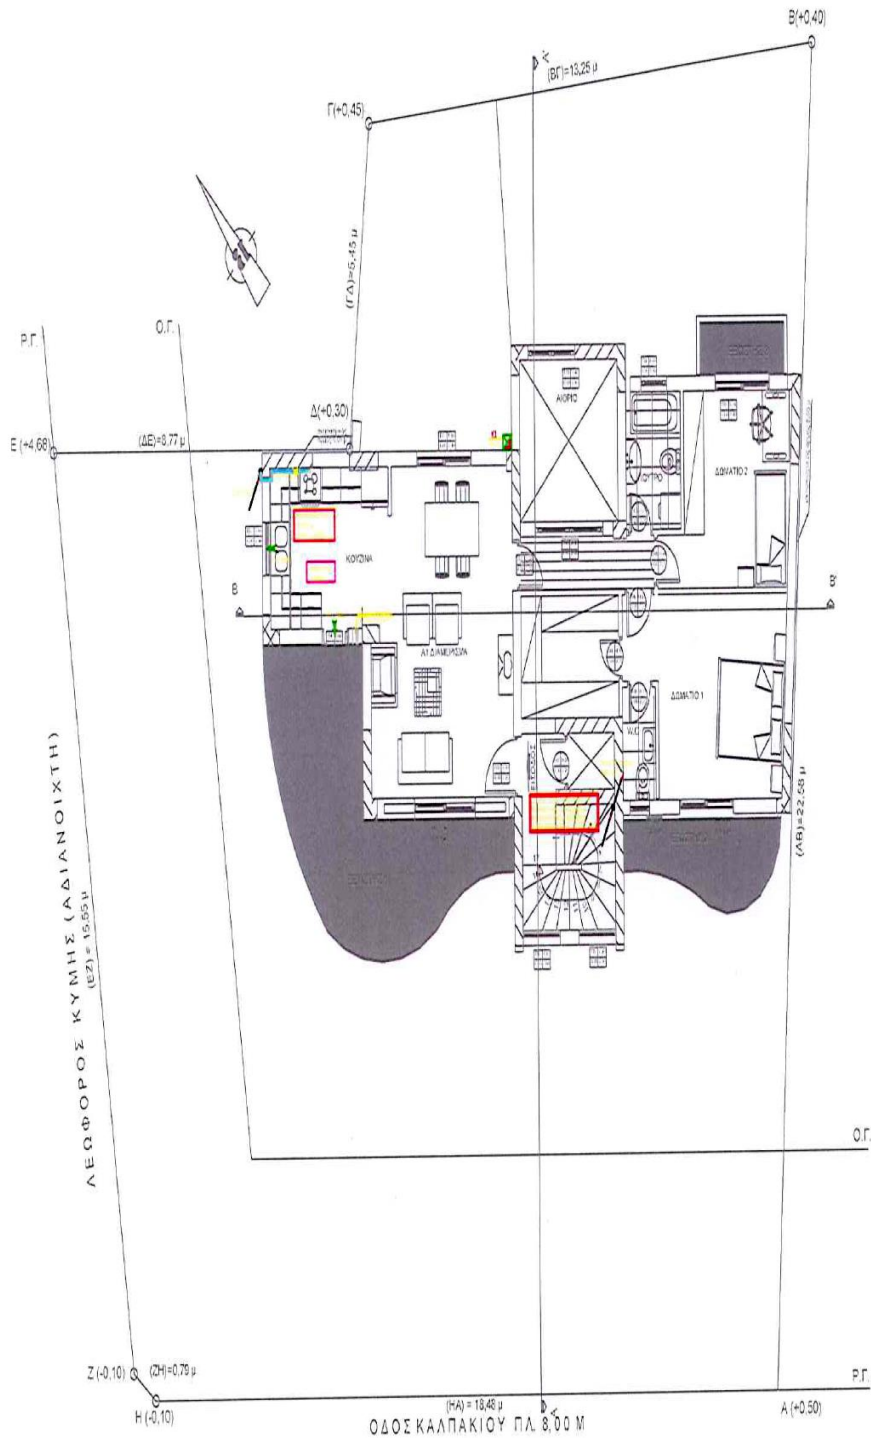 Β(+0,40)
(ΒΓ)=13,25 μ
Α'
Γ(+0,45)
(ΓΔ)=5,45 μ
Ρ.Γ.
Ο.Γ.
Ε (+4,68)
(ΔΕ)=8,77 μ
Δ(+0,30)
ΑΙΘΡΙΟ
ΛΟΥΤΡΟ
ΔΩΜΑΤΙΟ 2
ΚΟΥΖΙΝΑ
Β
Β'
ΔΩΜΑΤΙΟ 1
W.C
ΕΙΣΟΔΟΣ
(ΑΒ)=22,58 μ
ΛΕΩΦΟΡΟΣ ΚΥΜΗΣ (ΑΔΙΑΝΟΙΧΤΗ)
(ΕΖ) = 15,55 μ
Ο.Γ.
Ζ (-0,10)
(ΖΗ)=0,79 μ
Ρ.Γ.
Η (-0,10)
(ΗΑ) = 18,48 μ
Α
Α (+0,50)
ΟΔΟΣ ΚΑΛΠΑΚΙΟΥ ΠΛ. 8,00 Μ